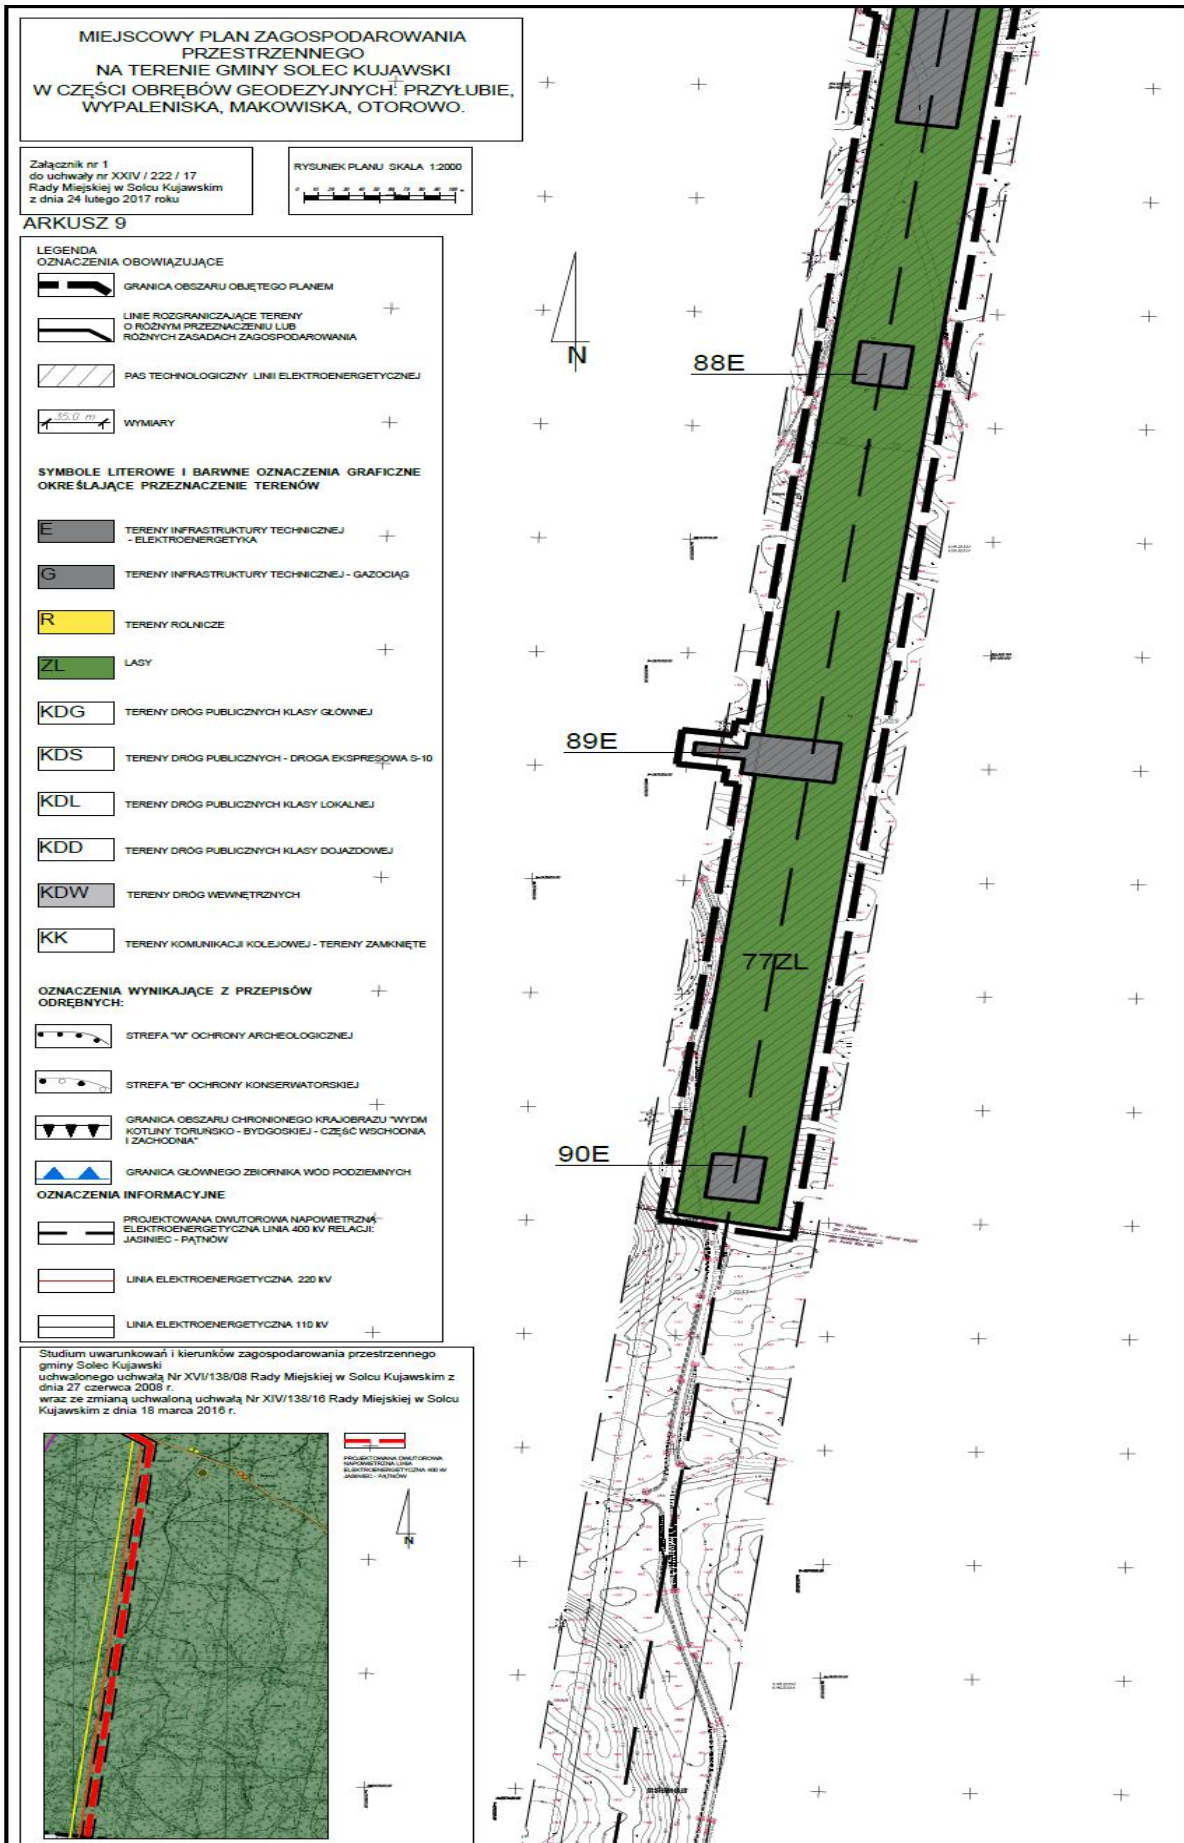 MIEJSCOWY PLAN ZAGOSPODAROWANIA
PRZESTRZENNEGO
NA TERENIE GMINY SOLEC KUJAWSKI
W CZĘŚCI OBRĘBÓW GEODEZYJNYCH: PRZYŁUBIE,
WYPALENISKA, MAKOWISKA, OTOROWO.
Załącznik nr 1
do uchwały nr XXIV / 222 / 17
Rady Miejskiej w Solcu Kujawskim
z dnia 24 lutego 2017 roku
RYSUNEK PLANU SKALA 1:2000
ARKUSZ 9
LEGENDA
OZNACZENIA OBOWIĄZUJĄCE
GRANICA OBSZARU OBJĘTEGO PLANEM
LINIE ROZGRANICZAJĄCE TERENY
O RÓŻNYM PRZEZNACZENIU LUB
RÓŻNYCH ZASADACH ZAGOSPODAROWANIA
PAS TECHNOLOGICZNY LINII ELEKTROENERGETYCZNEJ
35.0 m
WYMIARY
SYMBOLE LITEROWE I BARWNE OZNACZENIA GRAFICZNE
OKREŚLAJĄCE PRZEZNACZENIE TERENÓW
E
TERENY INFRASTRUKTURY TECHNICZNEJ
- ELEKTROENERGETYKA
G
TERENY INFRASTRUKTURY TECHNICZNEJ - GAZOCIĄG
R
TERENY ROLNICZE
ZL
LASY
KDG
TERENY DRÓG PUBLICZNYCH KLASY GŁÓWNEJ
KDS
TERENY DRÓG PUBLICZNYCH - DROGA EKSPRESOWA S-10
KDL
TERENY DRÓG PUBLICZNYCH KLASY LOKALNEJ
KDD
TERENY DRÓG PUBLICZNYCH KLASY DOJAZDOWEJ
KDW
TERENY DRÓG WEWNĘTRZNYCH
KK
TERENY KOMUNIKACJI KOLEJOWEJ - TERENY ZAMKNIĘTE
OZNACZENIA WYNIKAJĄCE Z PRZEPISÓW
ODRĘBNYCH:
STREFA "W" OCHRONY ARCHEOLOGICZNEJ
STREFA "B" OCHRONY KONSERWATORSKIEJ
GRANICA OBSZARU CHRONIONEGO KRAJOBRAZU "WYDM
KOTLINY TORUŃSKO - BYDGOSKIEJ - CZĘŚĆ WSCHODNIA
I ZACHODNIA"
GRANICA GŁÓWNEGO ZBIORNIKA WÓD PODZIEMNYCH
OZNACZENIA INFORMACYJNE
PROJEKTOWANA DWUTOROWA NAPOWIETRZNA
ELEKTROENERGETYCZNA LINIA 400 kV RELACJI:
JASINIEC - PĄTNÓW
LINIA ELEKTROENERGETYCZNA 220 kV
LINIA ELEKTROENERGETYCZNA 110 kV
Studium uwarunkowań i kierunków zagospodarowania przestrzennego
gminy Solec Kujawski
uchwalonego uchwałą Nr XVI/138/08 Rady Miejskiej w Solcu Kujawskim z
dnia 27 czerwca 2008 r.
wraz ze zmianą uchwaloną uchwałą Nr XIV/138/16 Rady Miejskiej w Solcu
Kujawskim z dnia 18 marca 2016 r.
PROJEKTOWANA DWUTOROWA
NAPOWIETRZNA LINIA
ELEKTROENERGETYCZNA 400 kV
JASINIEC - PĄTNÓW
N
N
88E
89E
77ZL
90E